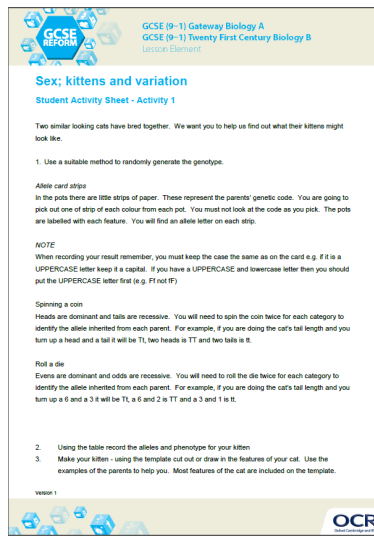 GCSE
REFORM
GCSE (9–1) Gateway Biology A
GCSE (9–1) Twenty First Century Biology B
Lesson Element
Sex; kittens and variation
Student Activity Sheet - Activity 1
Two similar looking cats have bred together. We want you to help us find out what their kittens might
look like.
1. Use a suitable method to randomly generate the genotype.
Allele card strips
In the pots there are little strips of paper. These represent the parents' genetic code. You are going to
pick out one of strip of each colour from each pot. You must not look at the code as you pick. The pots
are labelled with each feature. You will find an allele letter on each strip.
NOTE
When recording your result remember, you must keep the case the same as on the card e.g. if it is a
UPPERCASE letter keep it a capital. If you have a UPPERCASE and lowercase letter then you should
put the UPPERCASE letter first (e.g. Ff not fF)
Spinning a coin
Heads are dominant and tails are recessive. You will need to spin the coin twice for each category to
identify the allele inherited from each parent. For example, if you are doing the cat's tail length and you
turn up a head and a tail it will be Tt, two heads is TT and two tails is tt.
Roll a die
Evens are dominant and odds are recessive. You will need to roll the die twice for each category to
identify the allele inherited from each parent. For example, if you are doing the cat's tail length and you
turn up a 6 and a 3 it will be Tt, a 6 and 2 is TT and a 3 and 1 is tt.
2. Using the table record the alleles and phenotype for your kitten
3. Make your kitten - using the template cut out or draw in the features of your cat. Use the
examples of the parents to help you. Most features of the cat are included on the template.
Version 1
OCR
Oxford Cambridge and